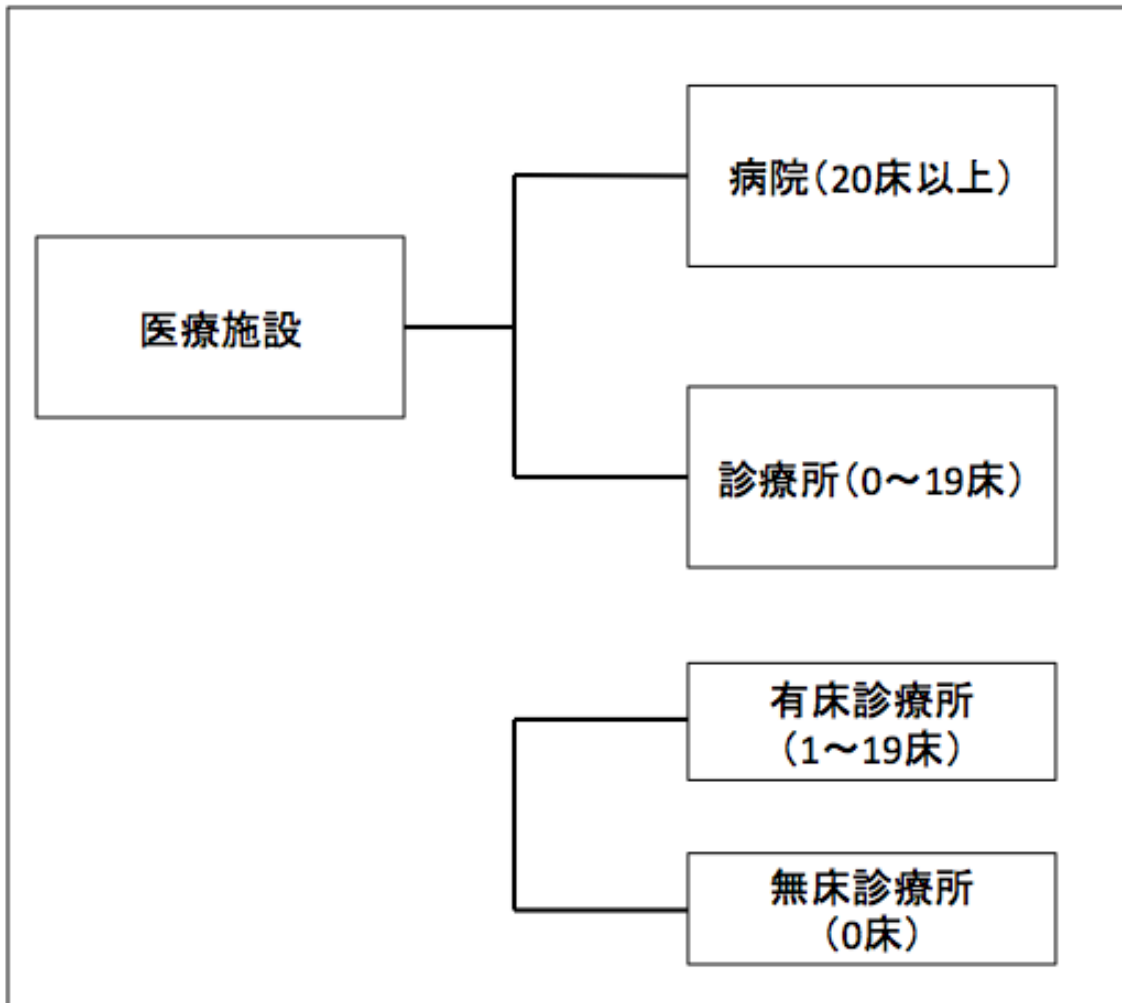 病院（20床以上）
医療施設
診療所（0～19床）
有床診療所
（1～19床）
無床診療所
（0床）